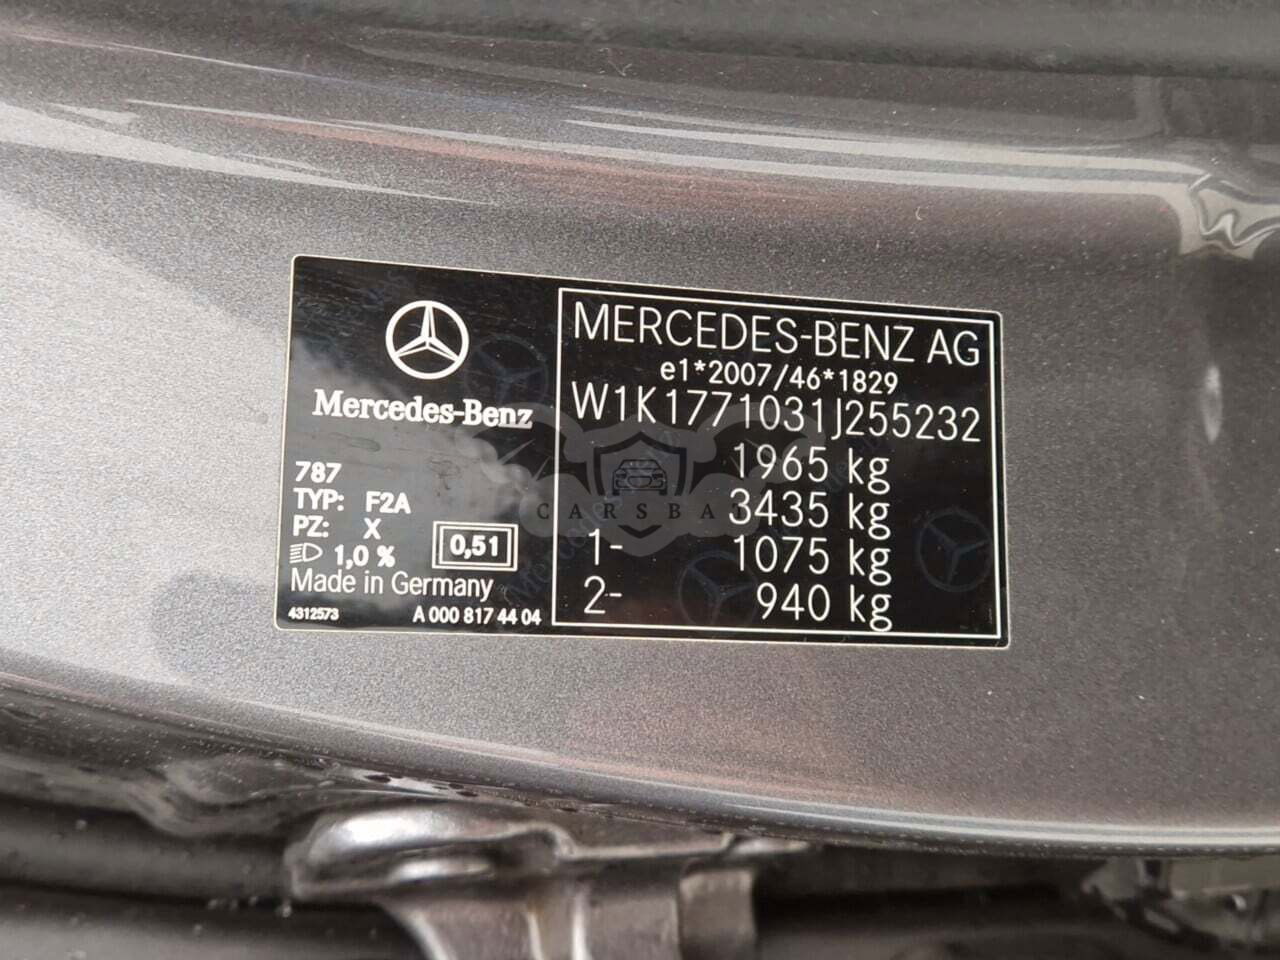 Mercedes-Benz
787
TYP: F2A
PZ: X
1,0 %
0,51
Made in Germany
4312573
A 000 817 44 04
MERCEDES-BENZ AG
e1*2007/46*1829
W1K1771031J255232
1965 kg
3435 kg
1- 1075 kg
2- 940 kg
CARSBAT